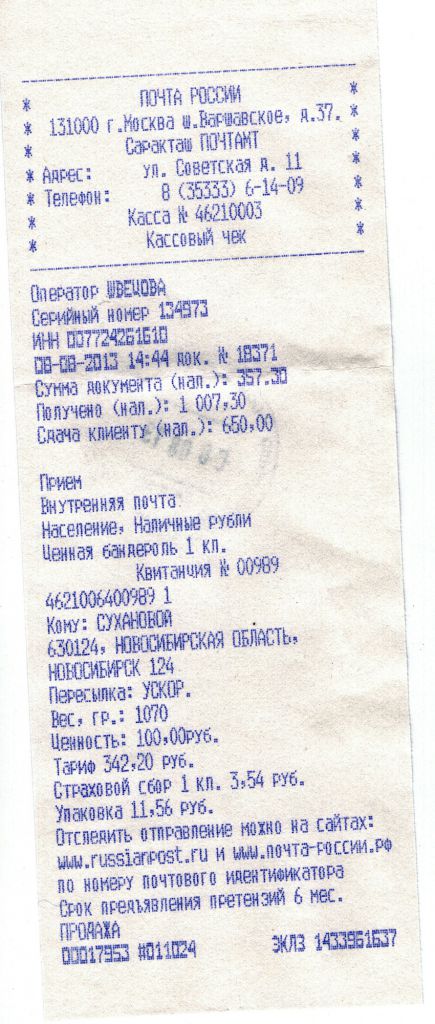 ПОЧТА РОССИИ
131000 г.Москва ш.Варшавское, д.37.
Саракташ ПОЧТАМТ
Адрес: ул. Советская д. 11
Телефон: 8 (35333) 6-14-09
Касса № 46210003
Кассовый чек
Оператор ШВЕЦОВА
Серийный номер 134973
ИНН 007724261610
08-08-2013 14:44 док. № 18371
Сумма документа (нал.): 357.30
Получено (нал.): 1 007,30
Сдача клиенту (нал.): 650,00
Прием
Внутренняя почта
Население, Наличные рубли
Ценная бандероль 1 кл.
Квитанция № 00989
4621006400989 1
Кому: СУХАНОВОЙ
630124, НОВОСИБИРСКАЯ ОБЛАСТЬ,
НОВОСИБИРСК 124
Пересылка: УСКОР.
Вес, гр.: 1070
Ценность: 100,00руб.
Тариф 342,20 руб.
Страховой сбор 1 кл. 3,54 руб.
Упаковка 11,56 руб.
Отследить отправление можно на сайтах:
www.russianpost.ru и www.почта-россии.рф
по номеру почтового идентификатора
Срок предъявления претензий 6 мес.
ПРОДАЖА
00017953 #011024 ЭКЛЗ 1433961637